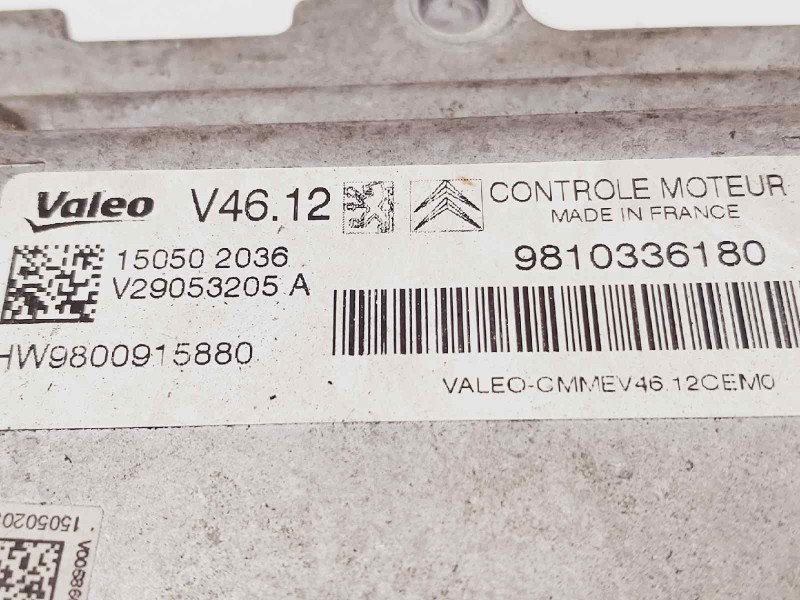 Valeo V46.12
CONTROLE MOTEUR
MADE IN FRANCE
15050 2036
V29053205 A
9810336180
HW9800915880
VALEO-CMMEV46.12CEM0